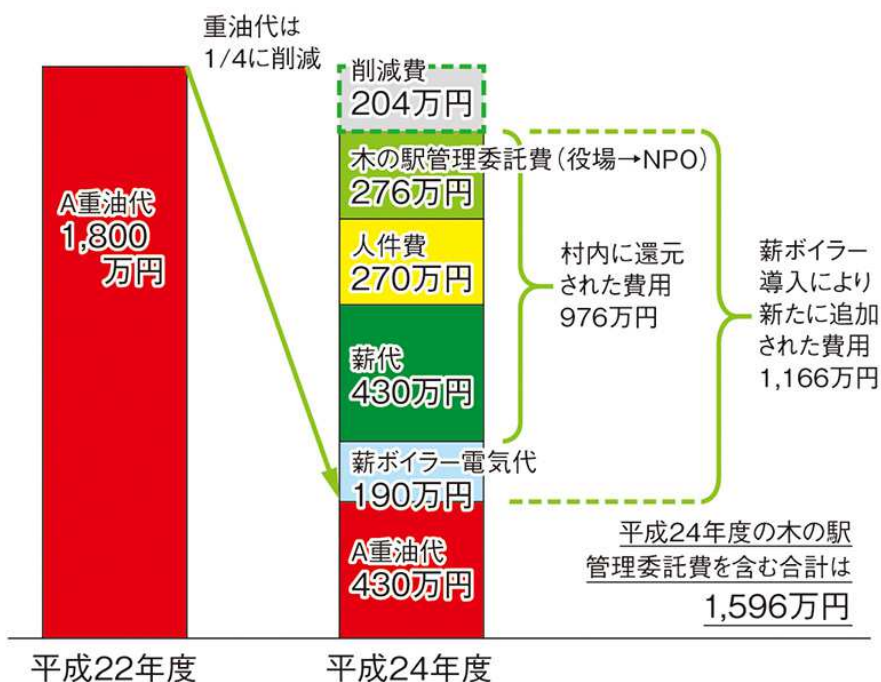 重油代は
1/4に削減
A重油代
1,800
万円
削減費
204万円
木の駅管理委託費（役場→NPO）
276万円
人件費
270万円
薪代
430万円
薪ボイラー電気代
190万円
A重油代
430万円
村内に還元
された費用
976万円
薪ボイラー
導入により
新たに追加
された費用
1,166万円
平成24年度の木の駅
管理委託費を含む合計は
1,596万円
平成22年度
平成24年度